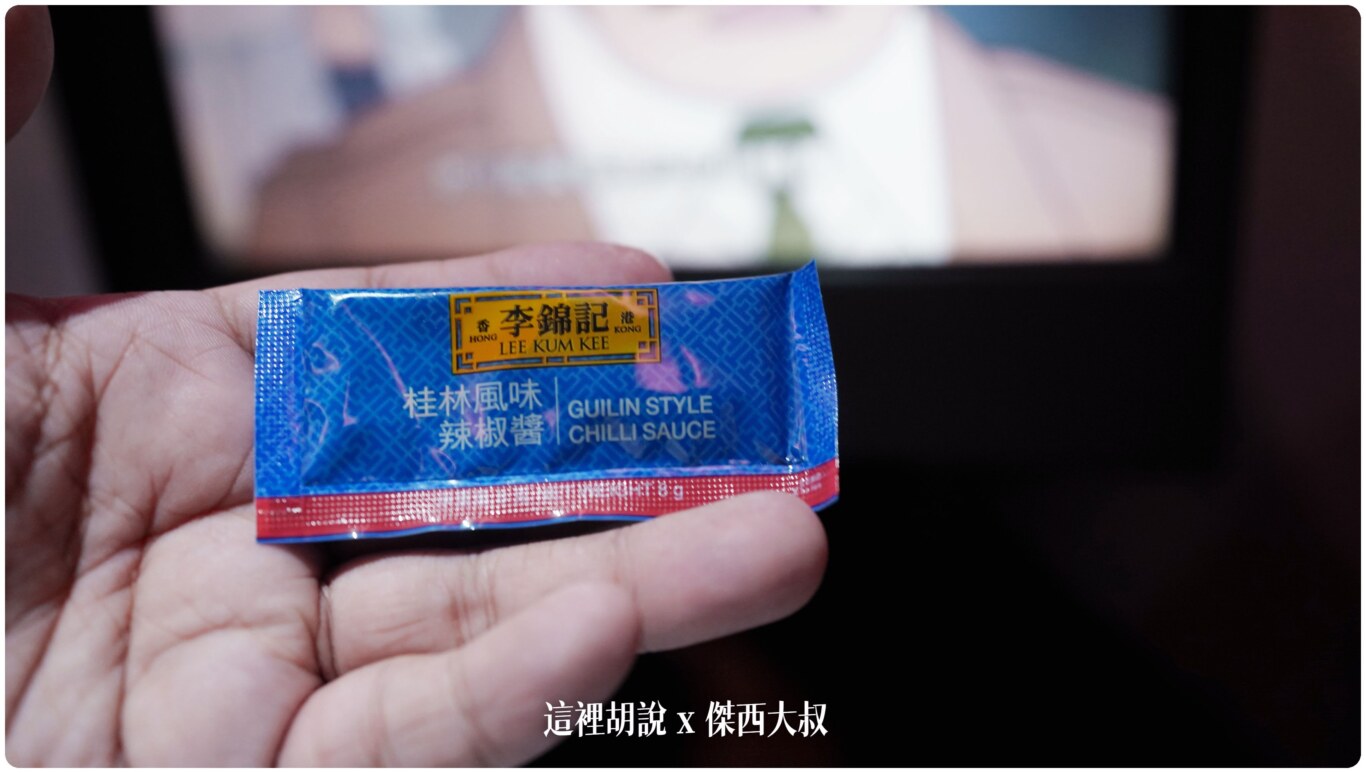 香 李錦記 港
HONG LEE KUM KEE KONG
桂林風味
辣椒醬
GUILIN STYLE
CHILLI SAUCE
8 g
這裡胡說 x 傑西大叔